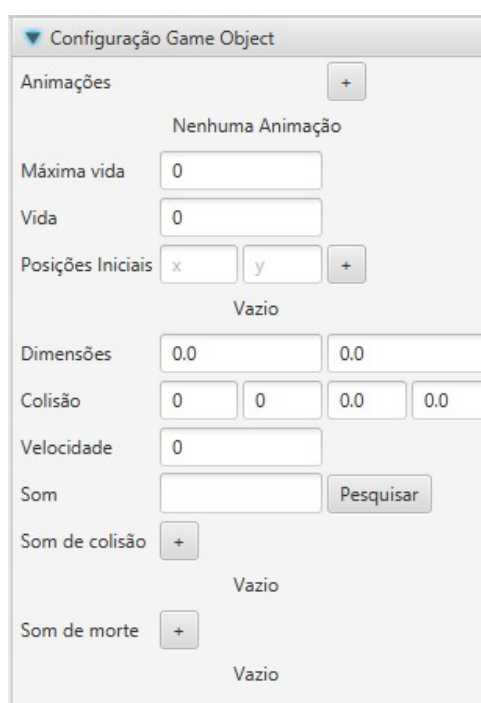 Configuração Game Object
Animações +
Nenhuma Animação
Máxima vida 0
Vida 0
Posições Iniciais x y +
Vazio
Dimensões 0.0 0.0
Colisão 0 0 0.0 0.0
Velocidade 0
Som Pesquisar
Som de colisão +
Vazio
Som de morte +
Vazio